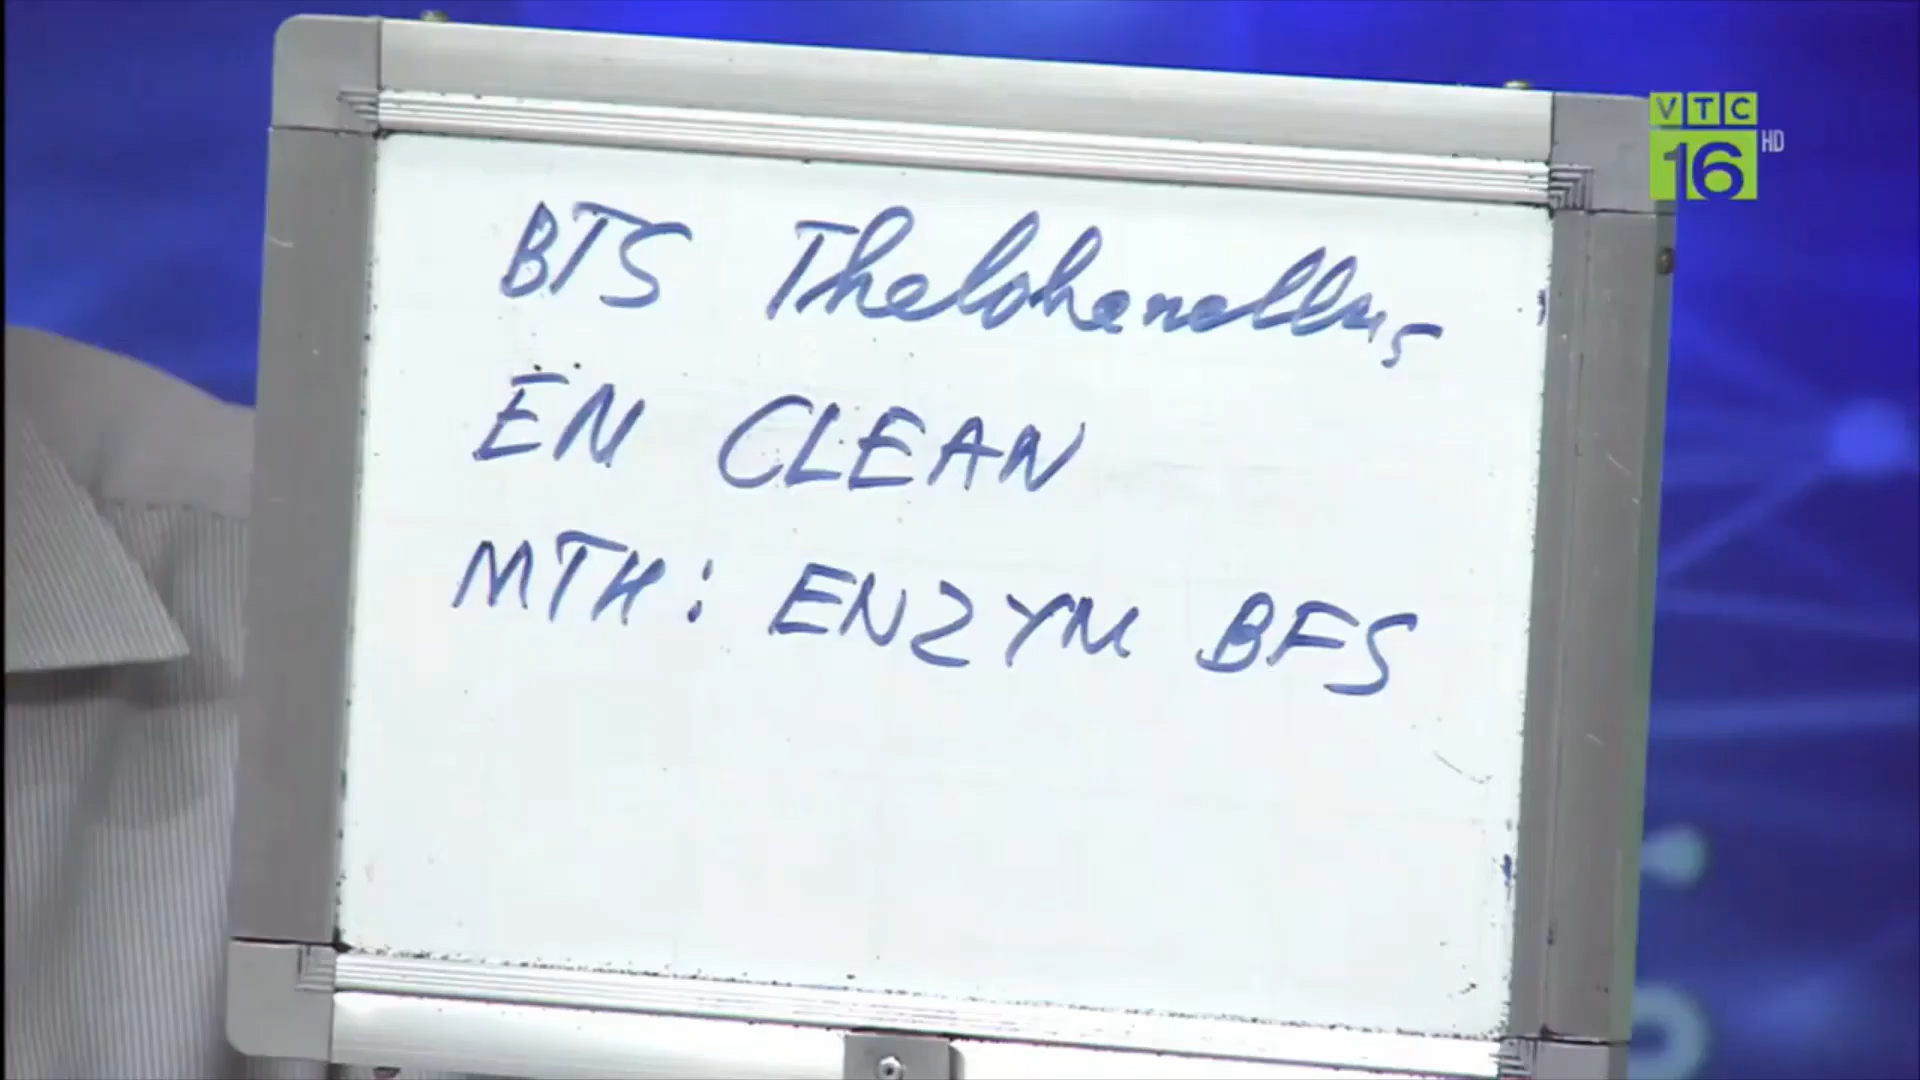 VTC
16 HD
BTS Thelohanellus
EN CLEAN
MTH: ENZYM BFS